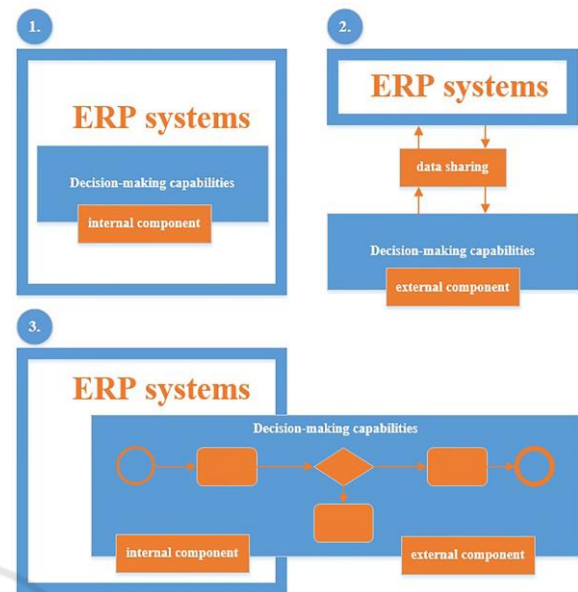 1.
ERP systems
Decision-making capabilities
internal component
2.
ERP systems
data sharing
Decision-making capabilities
external component
3.
ERP systems
Decision-making capabilities
internal component
external component